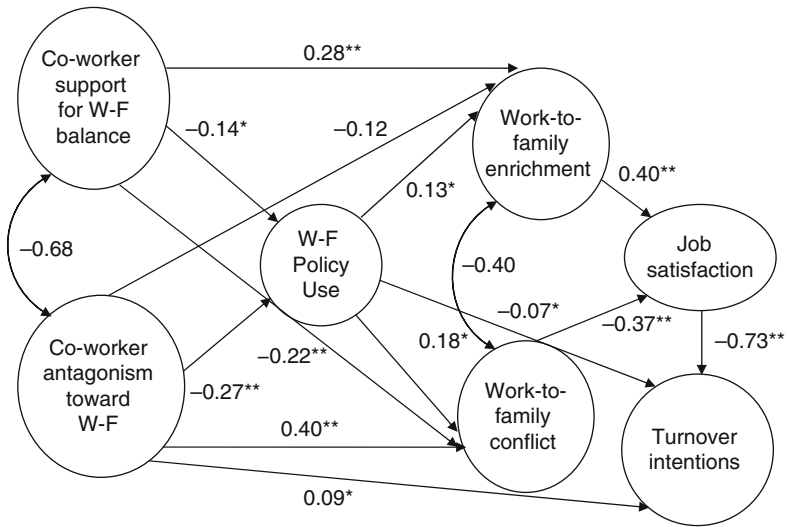 Co-worker
support
for W-F
balance
0.28**
–0.14*
–0.12
Work-to-
family
enrichment
0.13*
0.40**
–0.68
W-F
Policy
Use
–0.40
Job
satisfaction
–0.07*
–0.37**
–0.73**
Co-worker
antagonism
toward
W-F
–0.22**
0.18*
–0.27**
0.40**
Work-to-
family
conflict
Turnover
intentions
0.09*